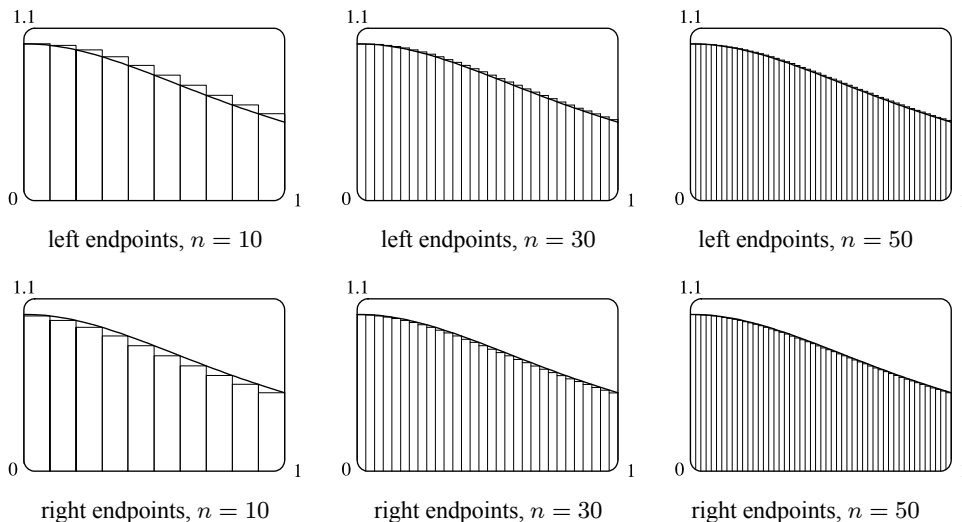 1.1 1.1 1.1
0 1 0 1 0
left endpoints, n = 10 left endpoints, n = 30 left endpoints, n = 50
1.1 1.1 1.1
0 1 0 1 0
right endpoints, n = 10 right endpoints, n = 30 right endpoints, n = 50